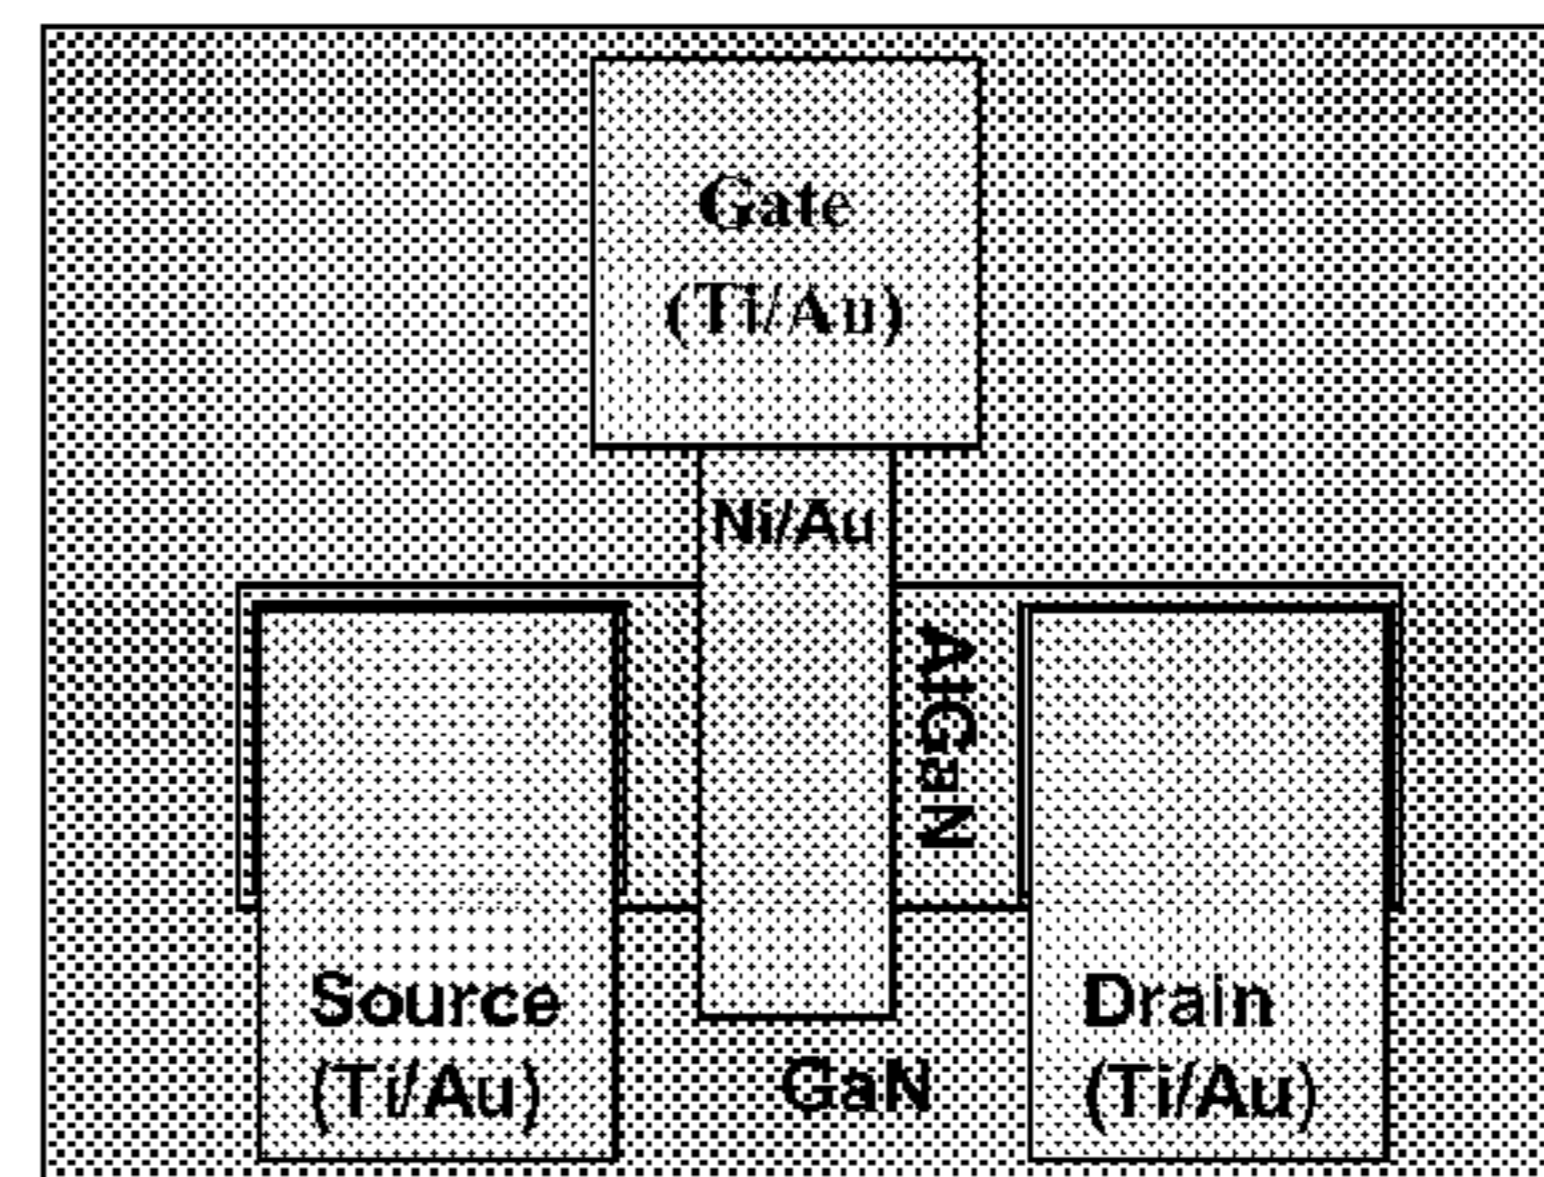 Gate
(Ti/Au)
Ni/Au
AlGaN
Source
(Ti/Au)
GaN
Drain
(Ti/Au)